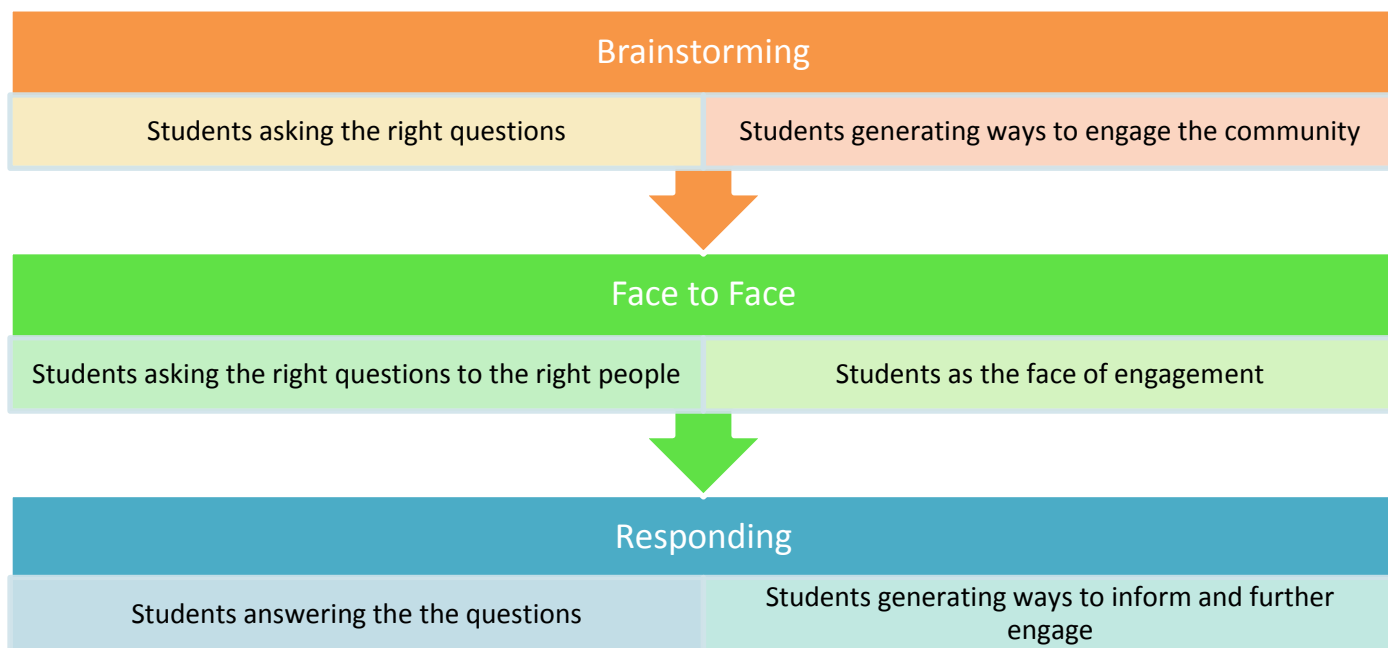 Brainstorming
Students asking the right questions
Students generating ways to engage the community
Face to Face
Students asking the right questions to the right people
Students as the face of engagement
Responding
Students answering the the questions
Students generating ways to inform and further
engage